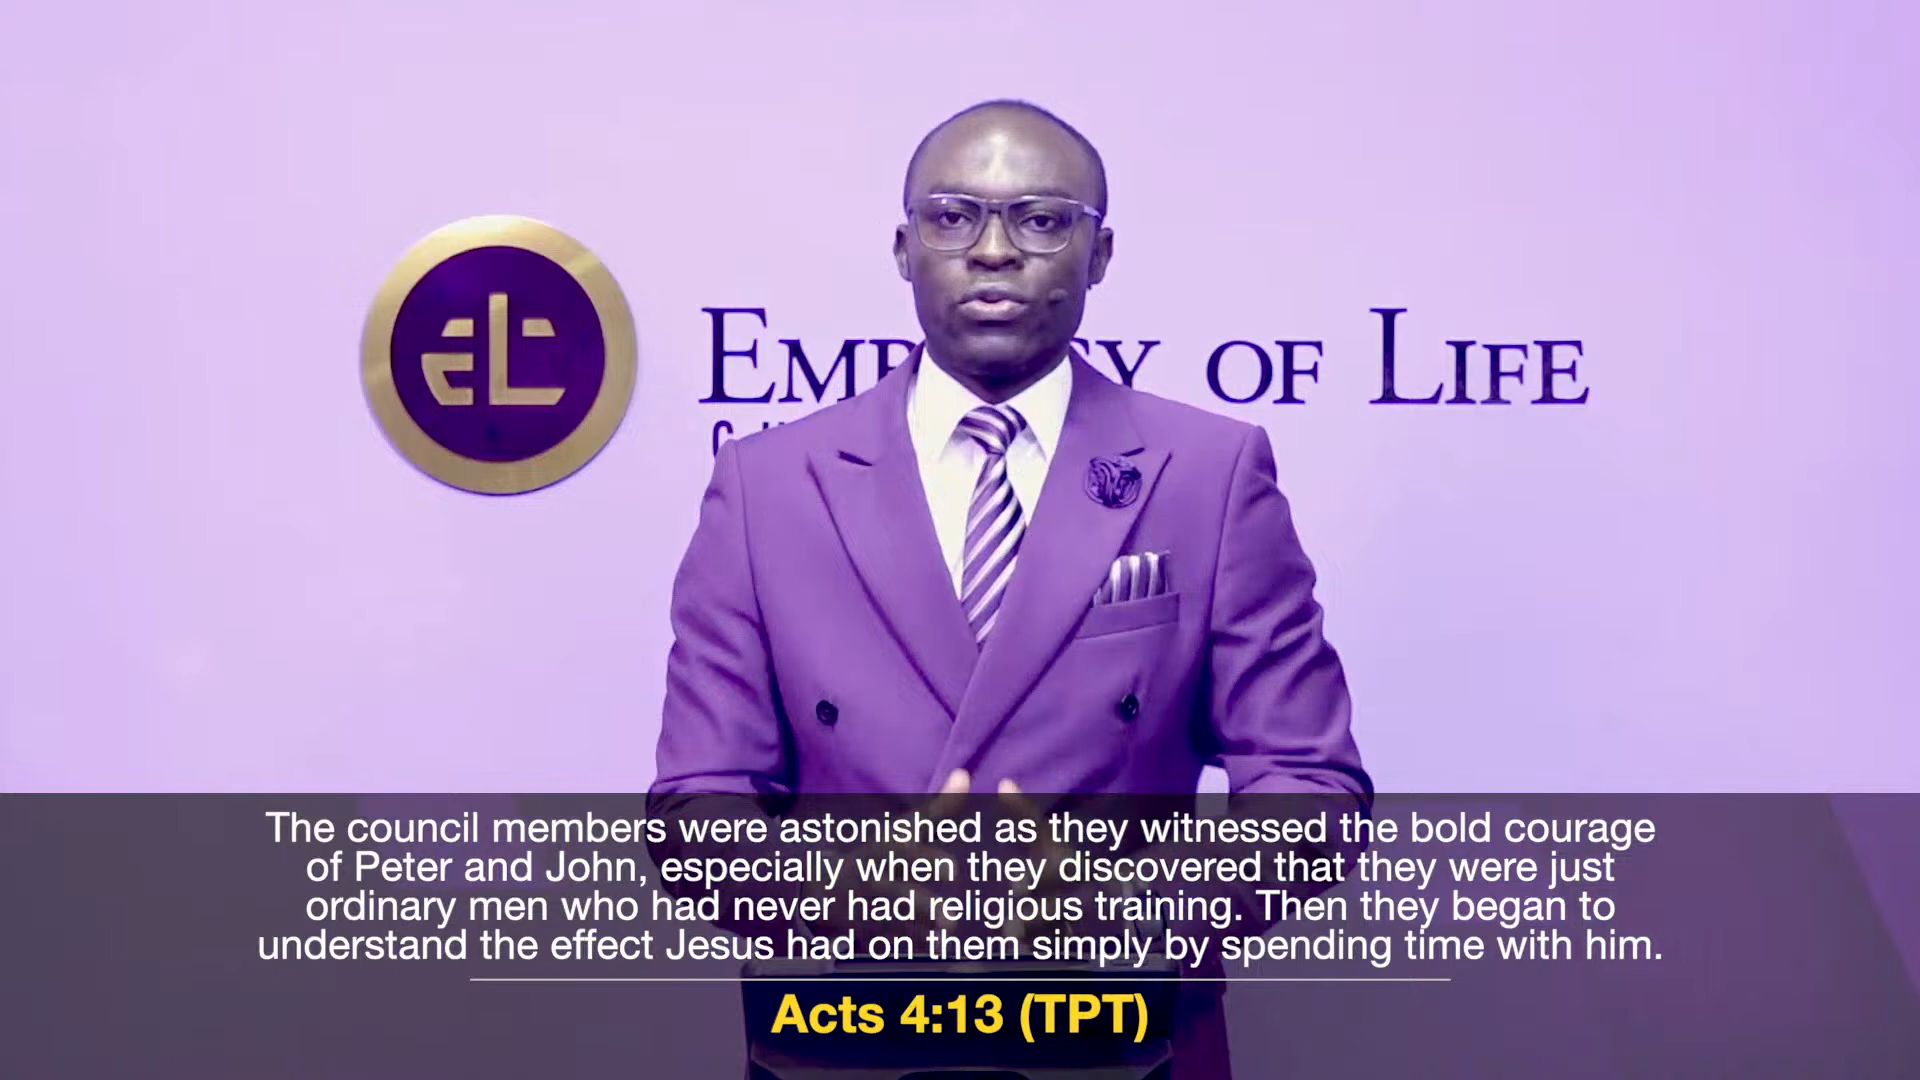 EMB Y OF LIFE
The council members were astonished as they witnessed the bold courage
of Peter and John, especially when they discovered that they were just
ordinary men who had never had religious training. Then they began to
understand the effect Jesus had on them simply by spending time with him.
Acts 4:13 (TPT)